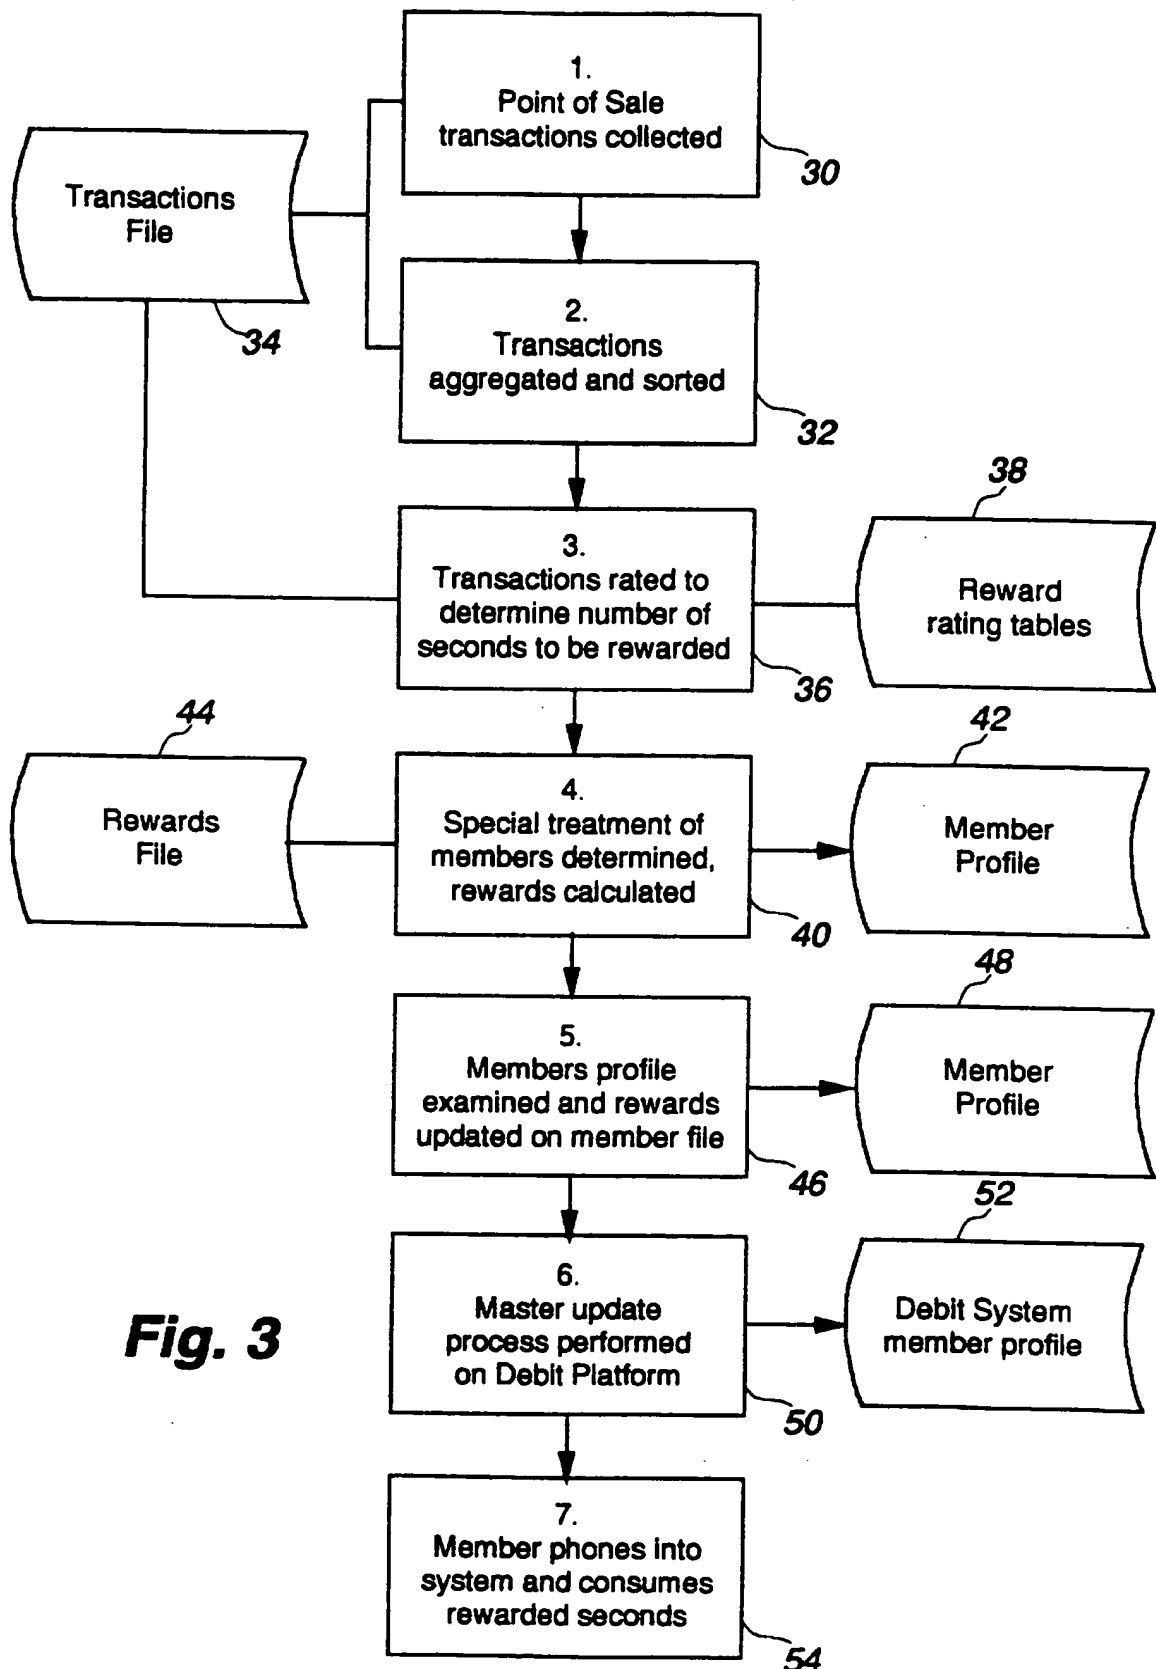 1.
Point of Sale
transactions collected
30
Transactions
File
34
2.
Transactions
aggregated and sorted
32
38
3.
Transactions rated to
determine number of
seconds to be rewarded
36
Reward
rating tables
44
42
Rewards
File
4.
Special treatment of
members determined,
rewards calculated
40
Member
Profile
48
5.
Members profile
examined and rewards
updated on member file
46
Member
Profile
52
6.
Master update
process performed
on Debit Platform
50
Debit System
member profile
Fig. 3
7.
Member phones into
system and consumes
rewarded seconds
54